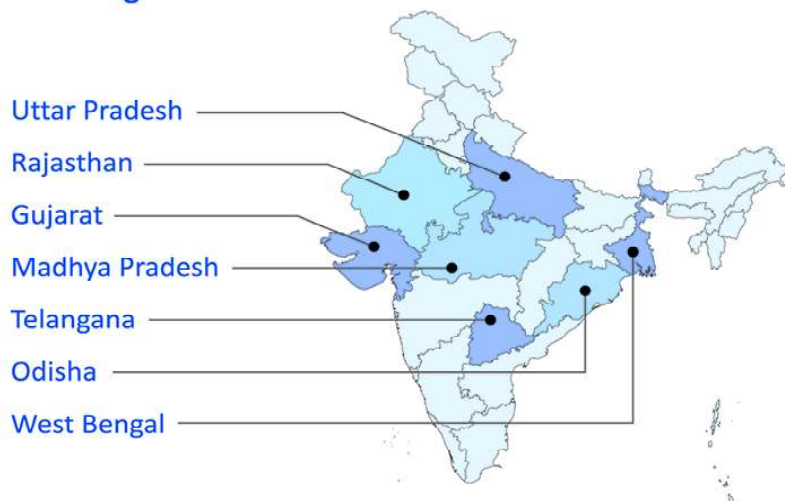 Uttar Pradesh
Rajasthan
Gujarat
Madhya Pradesh
Telangana
Odisha
West Bengal